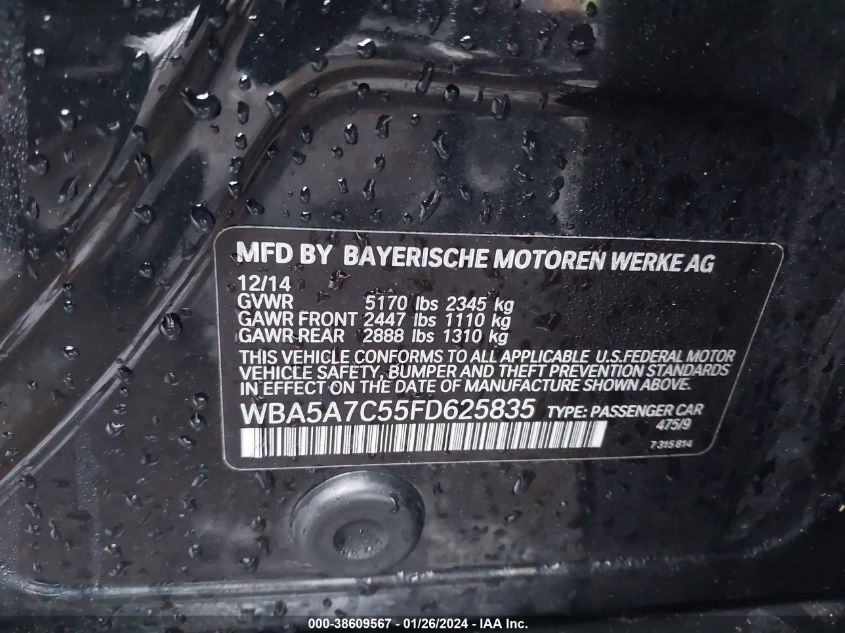 MFD BY BAYERISCHE MOTOREN WERKE AG
12/14
GVWR 5170 lbs 2345 kg
GAWR FRONT 2447 lbs 1110 kg
GAWR REAR 2888 lbs 1310 kg
THIS VEHICLE CONFORMS TO ALL APPLICABLE U.S.FEDERAL MOTOR
VEHICLE SAFETY, BUMPER AND THEFT PREVENTION STANDARDS
IN EFFECT ON THE DATE OF MANUFACTURE SHOWN ABOVE.
WBA5A7C55FD625835 TYPE: PASSENGER CAR
475/9
7315814
000-38609567 - 01/26/2024 - IAA Inc.